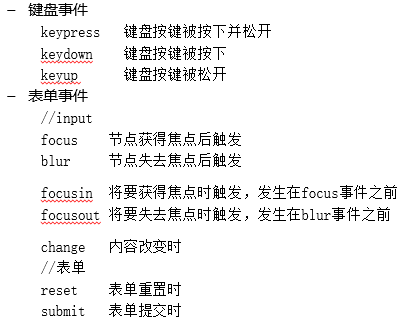 – 键盘事件
keypress 键盘按键被按下并松开
keydown 键盘按键被按下
keyup 键盘按键被松开
– 表单事件
//input
focus 节点获得焦点后触发
blur 节点失去焦点后触发
focusin 将要获得焦点时触发，发生在focus事件之前
focusout 将要失去焦点时触发，发生在blur事件之前
change 内容改变时
//表单
reset 表单重置时
submit 表单提交时